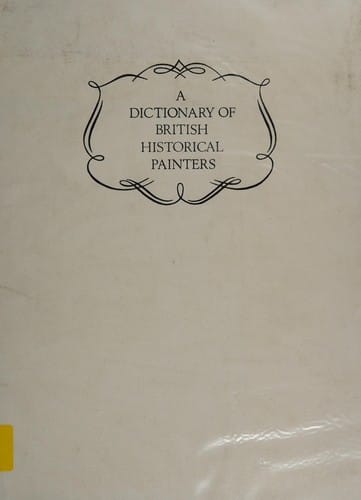 A
DICTIONARY OF
BRITISH
HISTORICAL
PAINTERS